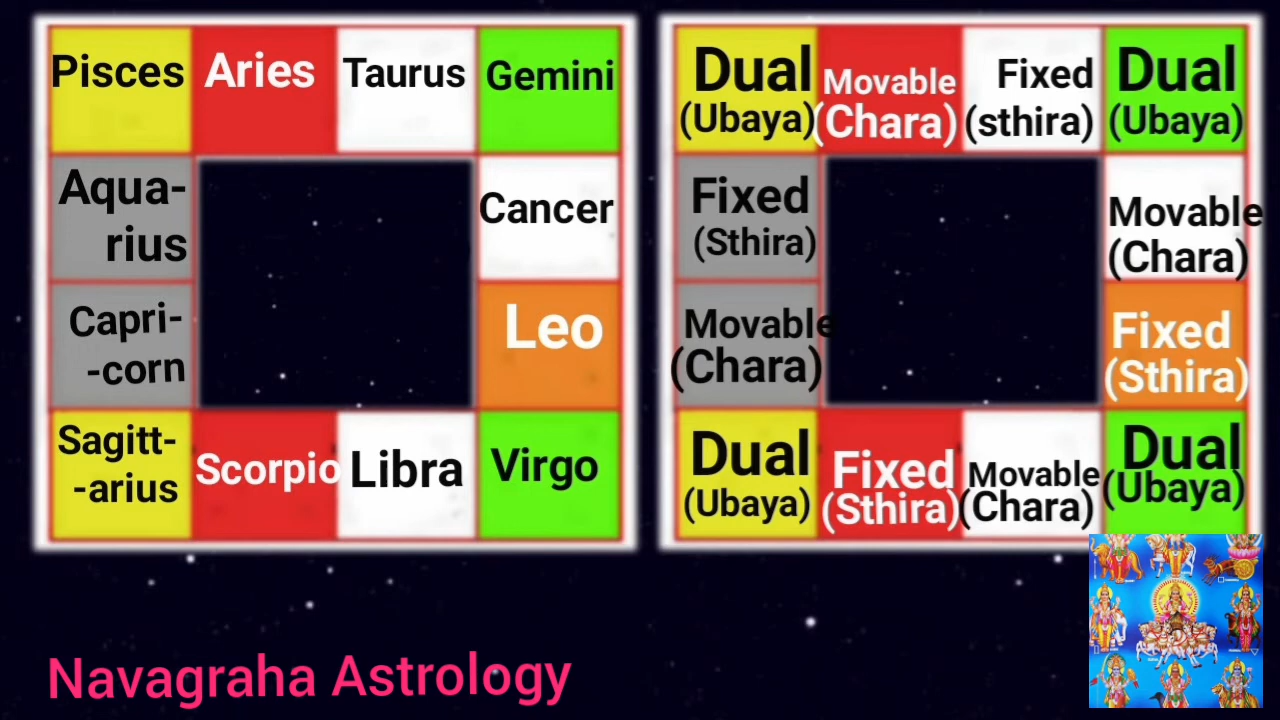 Pisces
Aries
Taurus
Gemini
Aqua-
rius
Cancer
Capri-
-corn
Leo
Sagitt-
-arius
Scorpio
Libra
Virgo
Dual
(Ubaya)
Movable
(Chara)
Fixed
(sthira)
Dual
(Ubaya)
Fixed
(Sthira)
Movable
(Chara)
Movable
(Chara)
Fixed
(Sthira)
Dual
(Ubaya)
Fixed
(Sthira)
Movable
(Chara)
Dual
(Ubaya)
Navagraha Astrology